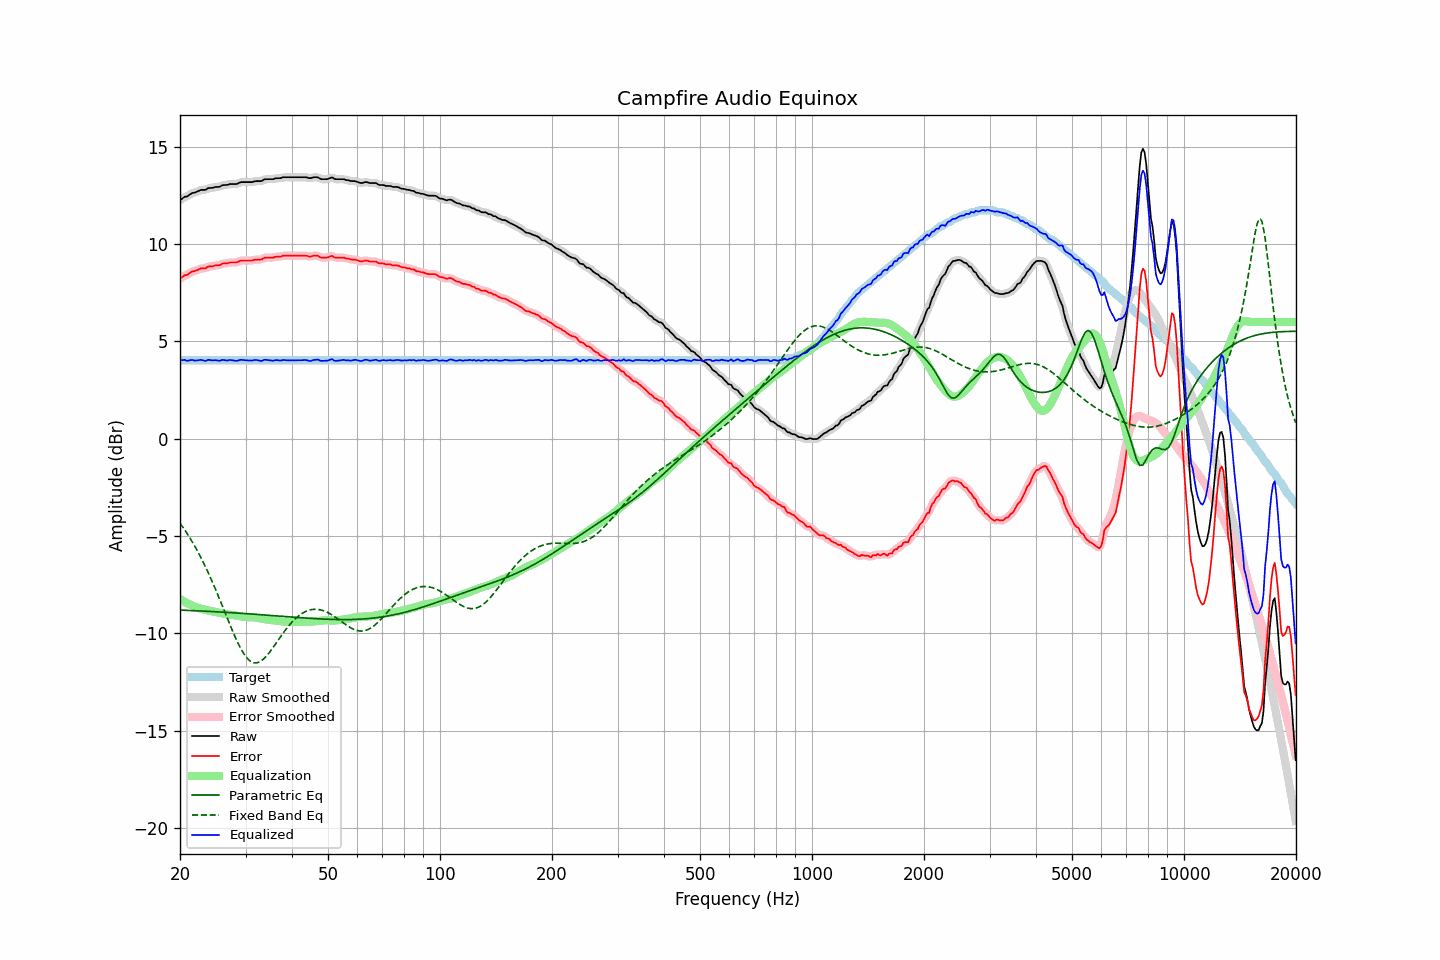 Campfire Audio Equinox
15
10
5
0
−5
−10
−15
−20
Amplitude (dBr)
Target
Raw Smoothed
Error Smoothed
Raw
Error
Equalization
Parametric Eq
Fixed Band Eq
Equalized
20 50 100 200 500 1000 2000 5000 10000 20000
Frequency (Hz)